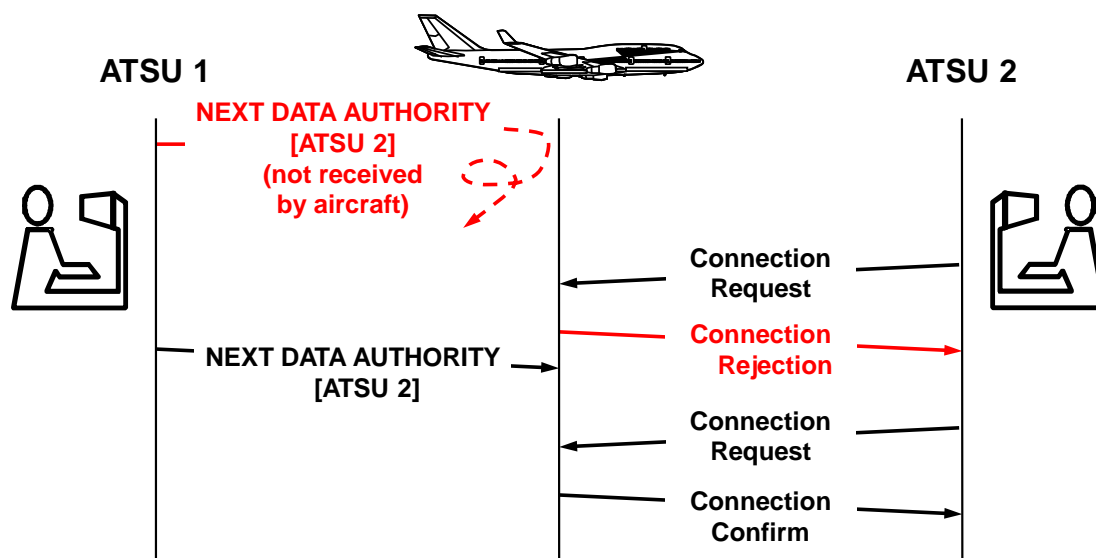 ATSU 1
ATSU 2
NEXT DATA AUTHORITY
[ATSU 2]
(not received
by aircraft)
Connection
Request
Connection
Rejection
NEXT DATA AUTHORITY
[ATSU 2]
Connection
Request
Connection
Confirm